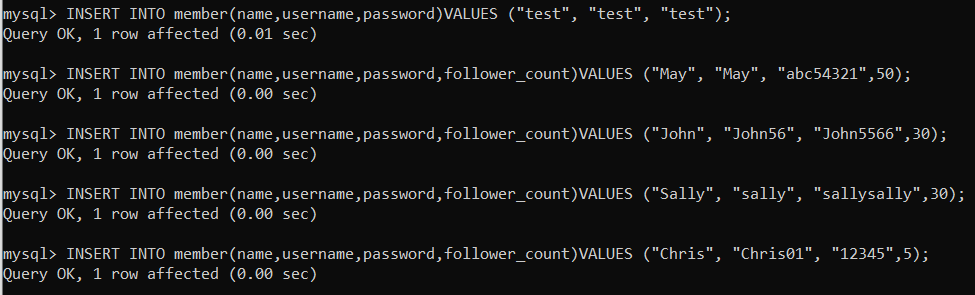 mysql> INSERT INTO member(name,username,password)VALUES ("test", "test", "test");
Query OK, 1 row affected (0.01 sec)
mysql> INSERT INTO member(name,username,password,follower_count)VALUES ("May", "May", "abc54321",50);
Query OK, 1 row affected (0.00 sec)
mysql> INSERT INTO member(name,username,password,follower_count)VALUES ("John", "John56", "John5566",30);
Query OK, 1 row affected (0.00 sec)
mysql> INSERT INTO member(name,username,password,follower_count)VALUES ("Sally", "sally", "sallysally",30);
Query OK, 1 row affected (0.00 sec)
mysql> INSERT INTO member(name,username,password,follower_count)VALUES ("Chris", "Chris01", "12345",5);
Query OK, 1 row affected (0.00 sec)